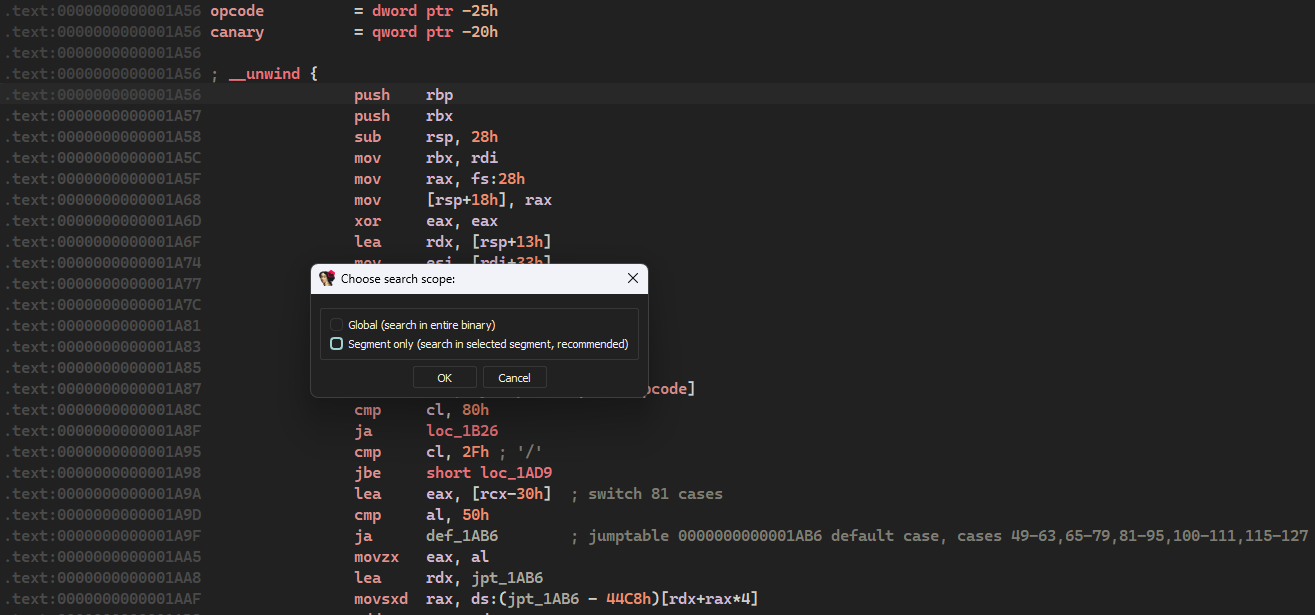 .text:0000000000001A56 opcode = dword ptr -25h
.text:0000000000001A56 canary = qword ptr -20h
.text:0000000000001A56
.text:0000000000001A56 ; __unwind {
.text:0000000000001A56 push rbp
.text:0000000000001A57 push rbx
.text:0000000000001A58 sub rsp, 28h
.text:0000000000001A5C mov rbx, rdi
.text:0000000000001A5F mov rax, fs:28h
.text:0000000000001A68 mov [rsp+18h], rax
.text:0000000000001A6D xor eax, eax
.text:0000000000001A6F lea rdx, [rsp+13h]
.text:0000000000001A74 mov esi, [rdi+33h]
.text:0000000000001A77
Choose search scope:
.text:0000000000001A7C
.text:0000000000001A81
Global (search in entire binary)
.text:0000000000001A83
Segment only (search in selected segment, recommended)
.text:0000000000001A85
OK
Cancel
.text:0000000000001A87 pcode]
.text:0000000000001A8C cmp cl, 80h
.text:0000000000001A8F ja loc_1B26
.text:0000000000001A95 cmp cl, 2Fh ; '/'
.text:0000000000001A98 jbe short loc_1AD9
.text:0000000000001A9A lea eax, [rcx-30h] ; switch 81 cases
.text:0000000000001A9D cmp al, 50h
.text:0000000000001A9F ja def_1AB6 ; jumptable 0000000000001AB6 default case, cases 49-63,65-79,81-95,100-111,115-127
.text:0000000000001AA5 movzx eax, al
.text:0000000000001AA8 lea rdx, jpt_1AB6
.text:0000000000001AAF movsxd rax, ds:(jpt_1AB6 - 44C8h)[rdx+rax*4]